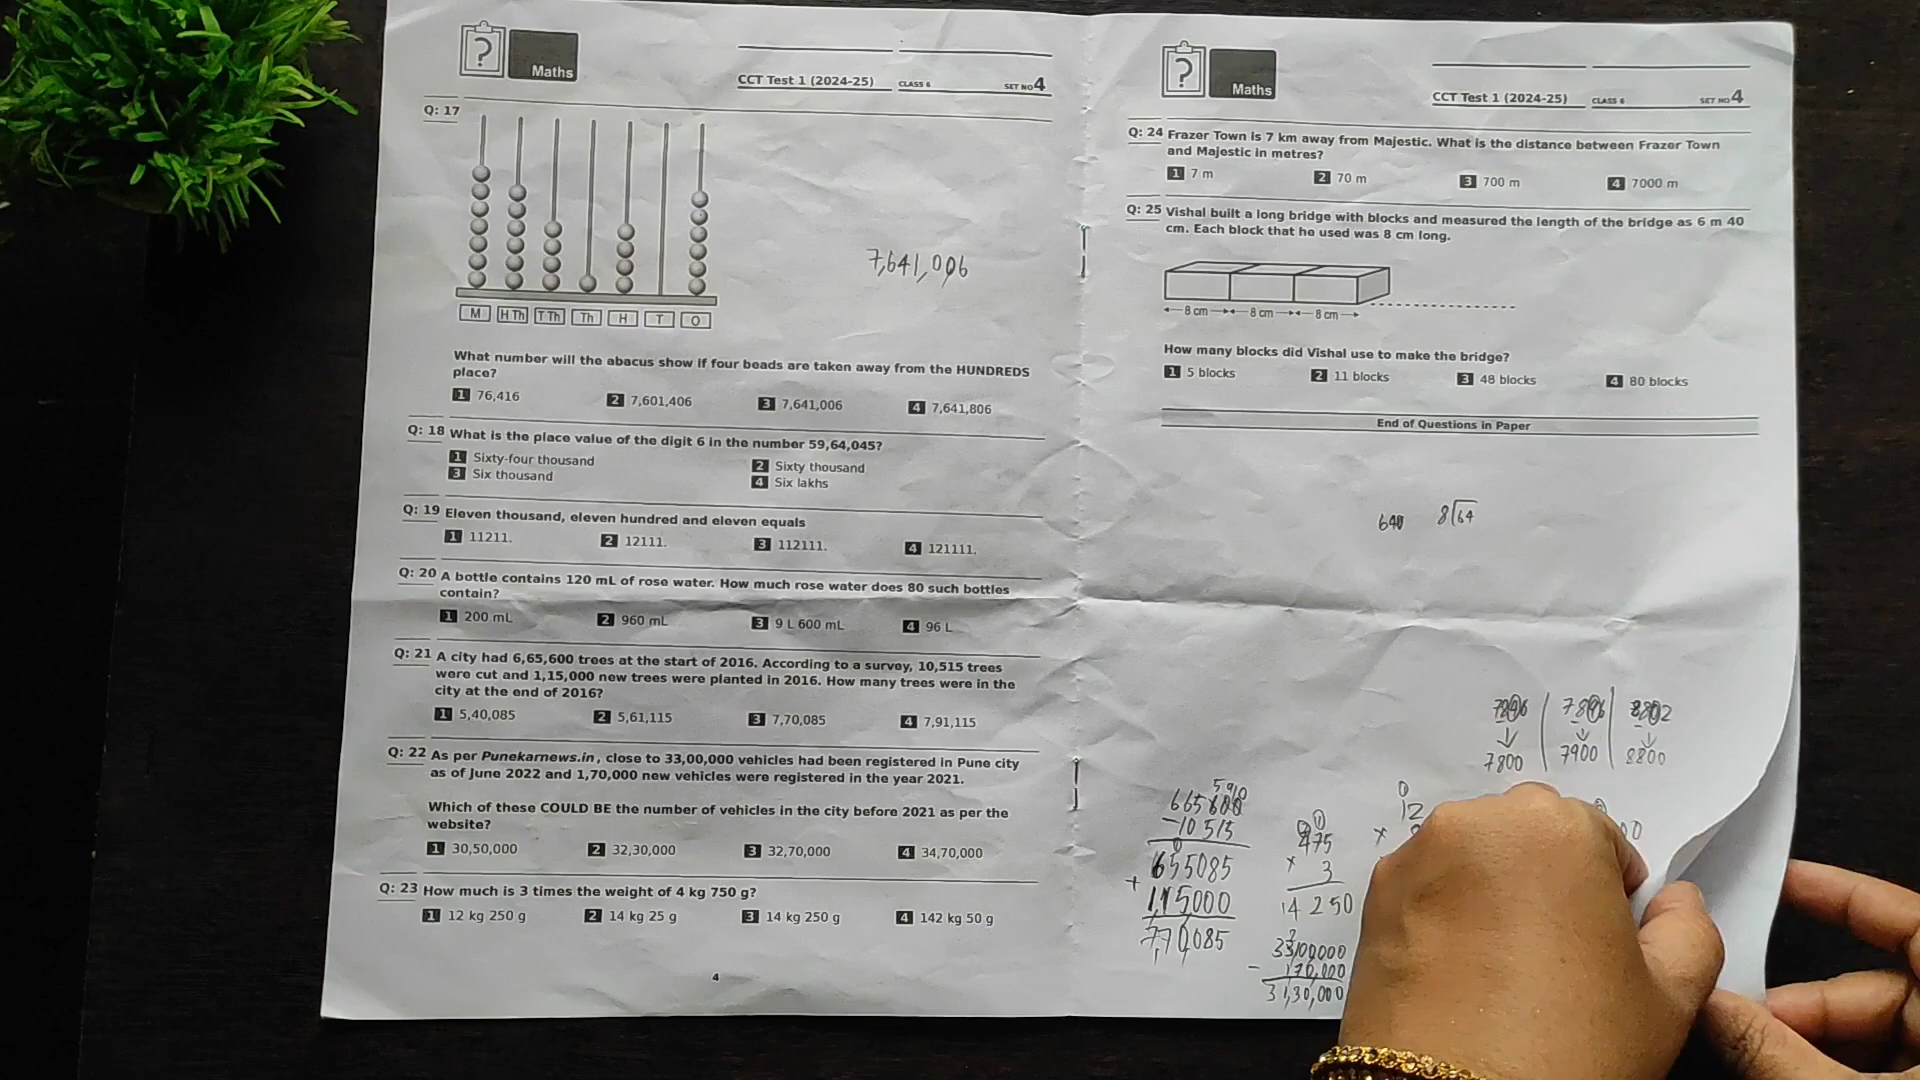 ?
Maths
CCT Test 1 (2024-25) CLASS 6 SET NO 4
Q: 17
7,641,006
M H Th T Th Th H T O
What number will the abacus show if four beads are taken away from the HUNDREDS
place?
1 76,416 2 7,601,406 3 7,641,006 4 7,641,806
Q: 18 What is the place value of the digit 6 in the number 59,64,045?
1 Sixty-four thousand 2 Sixty thousand
3 Six thousand 4 Six lakhs
Q: 19 Eleven thousand, eleven hundred and eleven equals
1 11211. 2 12111. 3 112111. 4 121111.
Q: 20 A bottle contains 120 mL of rose water. How much rose water does 80 such bottles
contain?
1 200 mL 2 960 mL 3 9 L 600 mL 4 96 L
Q: 21 A city had 6,65,600 trees at the start of 2016. According to a survey, 10,515 trees
were cut and 1,15,000 new trees were planted in 2016. How many trees were in the
city at the end of 2016?
1 5,40,085 2 5,61,115 3 7,70,085 4 7,91,115
Q: 22 As per Punekarnews.in, close to 33,00,000 vehicles had been registered in Pune city
as of June 2022 and 1,70,000 new vehicles were registered in the year 2021.
Which of these COULD BE the number of vehicles in the city before 2021 as per the
website?
1 30,50,000 2 32,30,000 3 32,70,000 4 34,70,000
Q: 23 How much is 3 times the weight of 4 kg 750 g?
1 12 kg 250 g 2 14 kg 25 g 3 14 kg 250 g 4 142 kg 50 g
4
?
Maths
CCT Test 1 (2024-25) CLASS 6 SET NO 4
Q: 24 Frazer Town is 7 km away from Majestic. What is the distance between Frazer Town
and Majestic in metres?
1 7 m 2 70 m 3 700 m 4 7000 m
Q: 25 Vishal built a long bridge with blocks and measured the length of the bridge as 6 m 40
cm. Each block that he used was 8 cm long.
8 cm 8 cm 8 cm
How many blocks did Vishal use to make the bridge?
1 5 blocks 2 11 blocks 3 48 blocks 4 80 blocks
End of Questions in Paper
640 8 64
7800 7900 8800
665600
-10515
655085
+ 115000
770085
475
× 3
14250
3300000
- 170,000
31,30,000
12
×